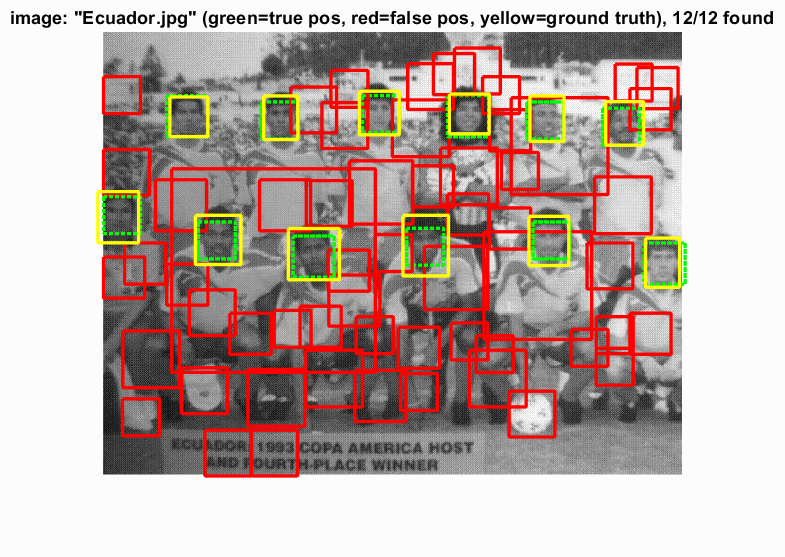 image: "Ecuador.jpg" (green=true pos, red=false pos, yellow=ground truth), 12/12 found
ECUADOR, 1993 COPA AMERICA HOST
AND FOURTH-PLACE WINNER